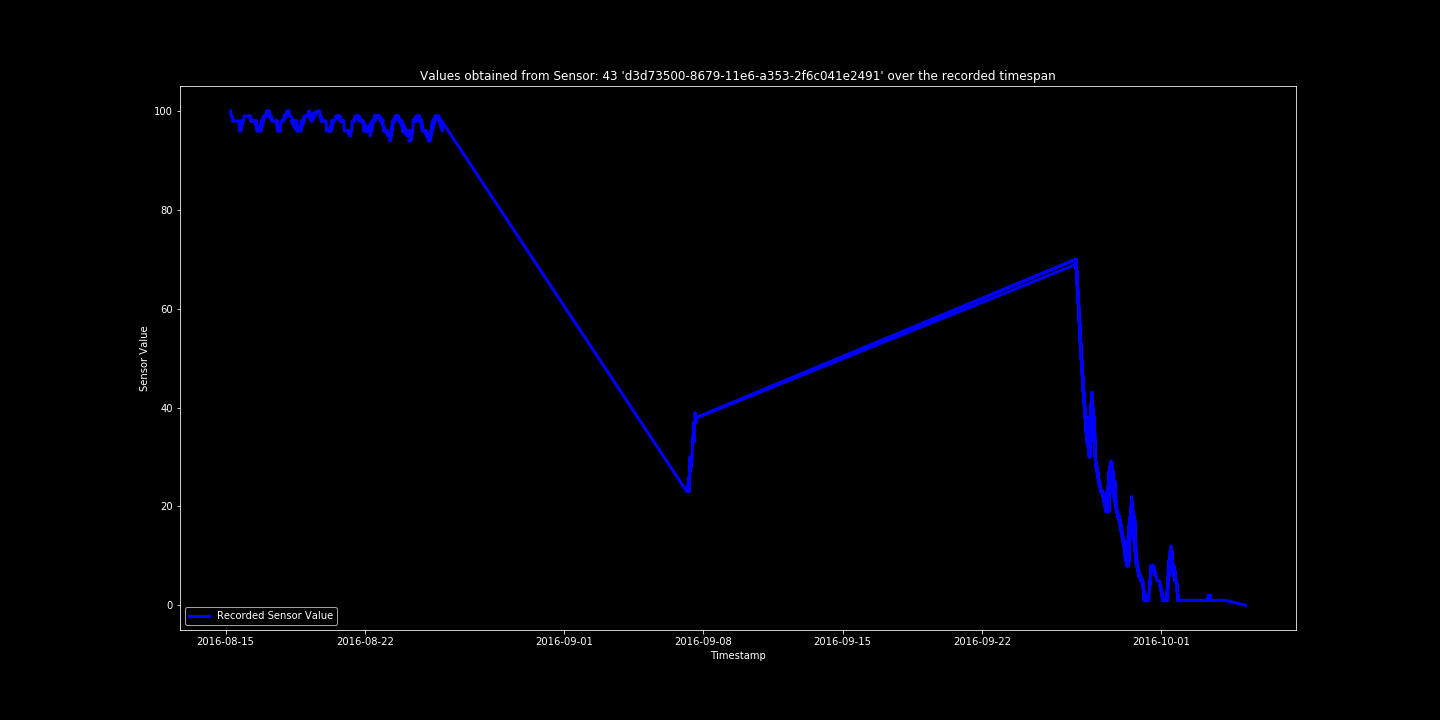 Values obtained from Sensor: 43 'd3d73500-8679-11e6-a353-2f6c041e2491' over the recorded timespan
100
80
60
40
20
0
Sensor Value
Recorded Sensor Value
2016-08-15 2016-08-22 2016-09-01 2016-09-08 2016-09-15 2016-09-22 2016-10-01
Timestamp